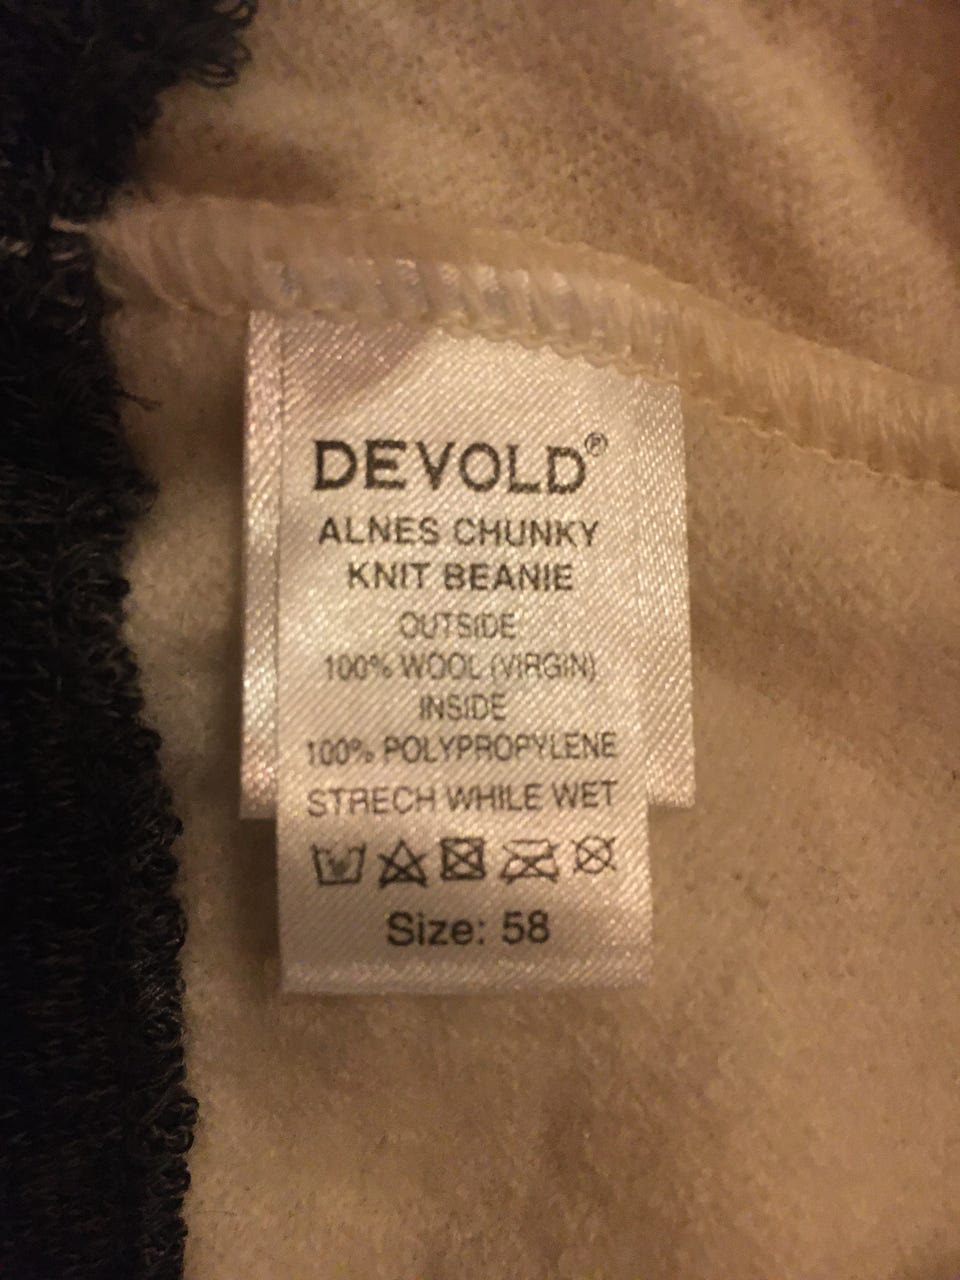 DEVOLD®
ALNES CHUNKY
KNIT BEANIE
OUTSIDE
100% WOOL (VIRGIN)
INSIDE
100% POLYPROPYLENE
STRECH WHILE WET
Size: 58